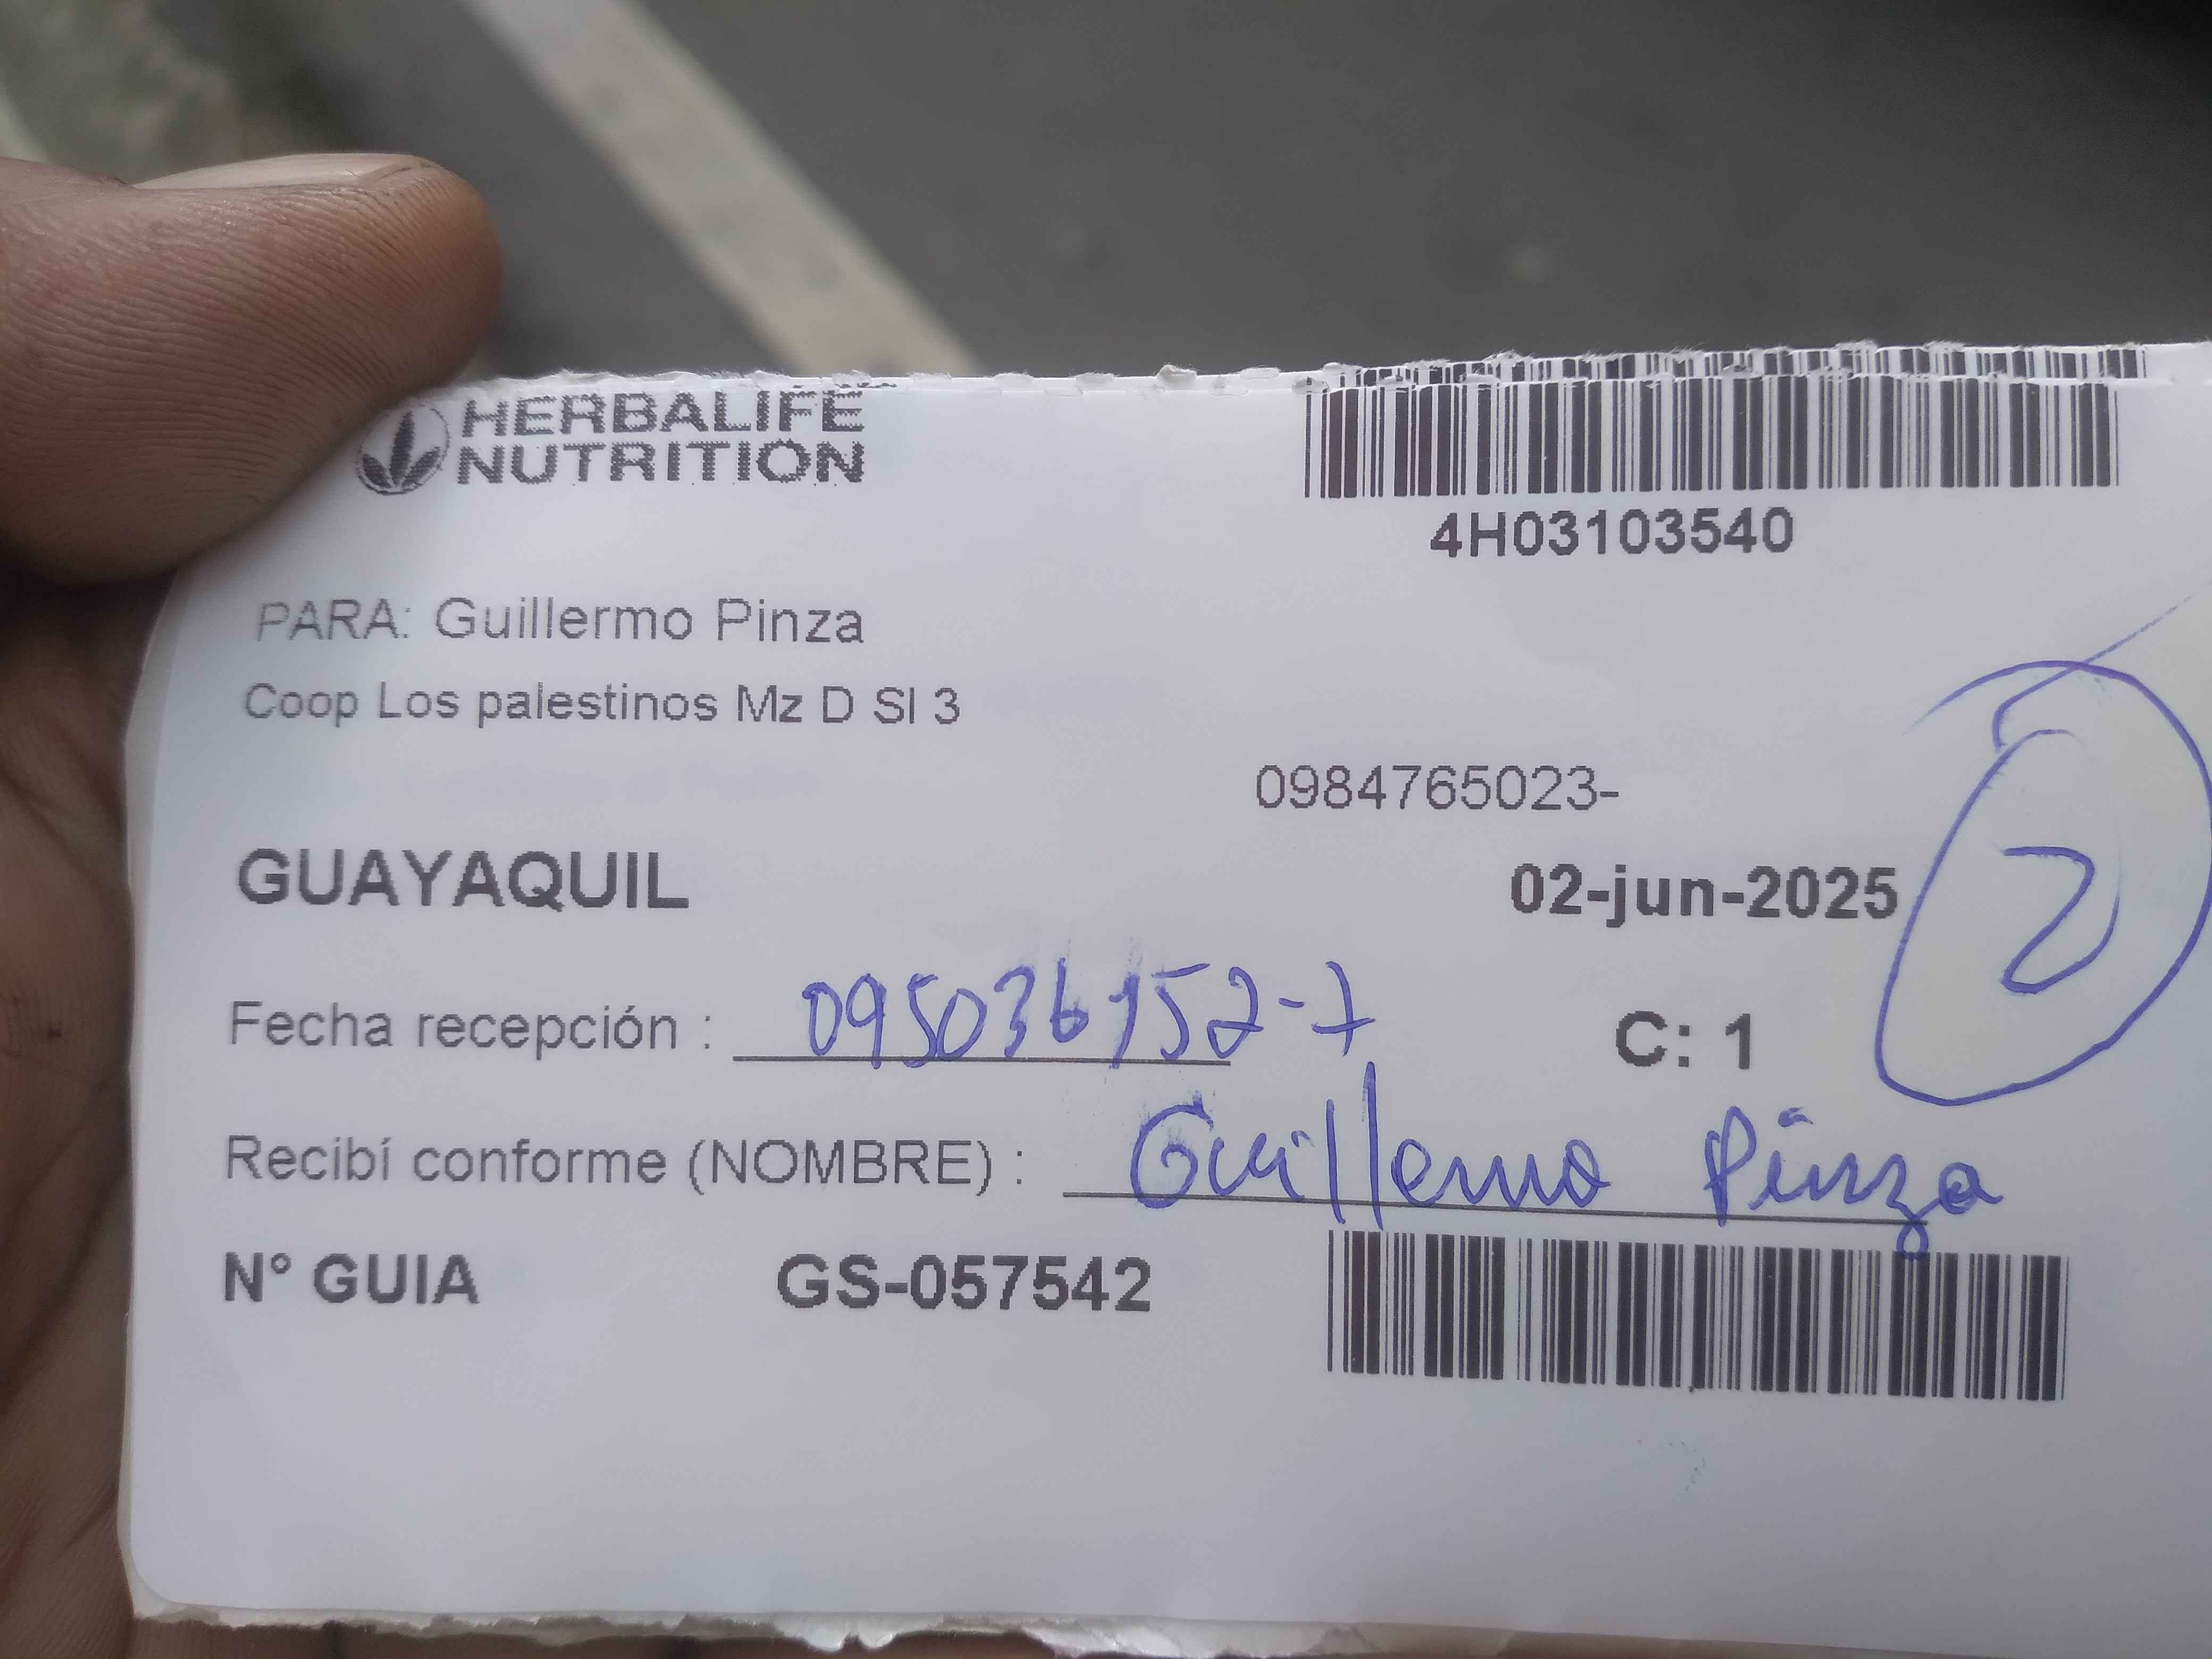 HERBALIFE
NUTRITION
4H03103540
PARA: Guillermo Pinza
Coop Los palestinos Mz D Sl 3
0984765023-
GUAYAQUIL
02-jun-2025
2
Fecha recepción : 095036152-7
C: 1
Recibí conforme (NOMBRE) : Guillermo Pinza
N° GUIA GS-057542